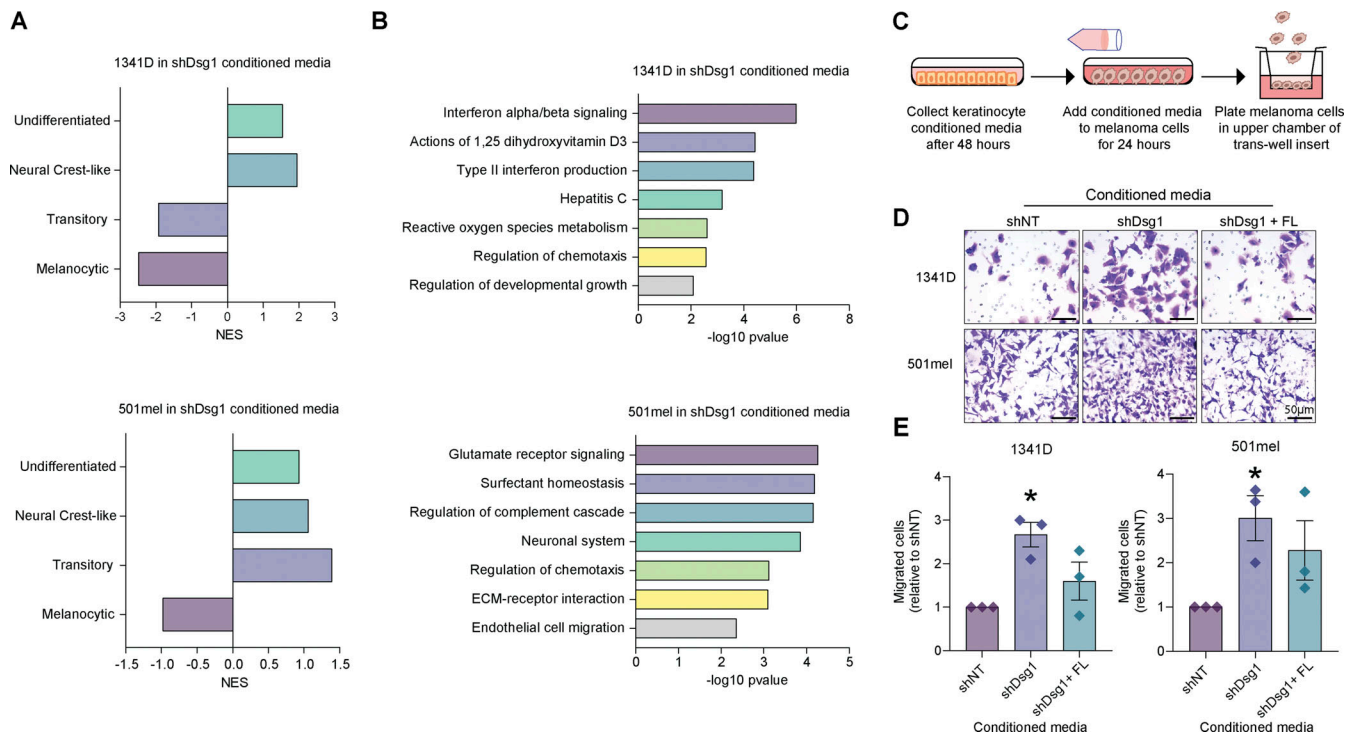 A
1341D in shDsg1 conditioned media
Undifferentiated
Neural Crest-like
Transitory
Melanocytic
-3 -2 -1 0 1 2 3
NES
501mel in shDsg1 conditioned media
Undifferentiated
Neural Crest-like
Transitory
Melanocytic
-1.5 -1.0 -0.5 0.0 0.5 1.0 1.5
NES
B
1341D in shDsg1 conditioned media
Interferon alpha/beta signaling
Actions of 1,25 dihydroxyvitamin D3
Type II interferon production
Hepatitis C
Reactive oxygen species metabolism
Regulation of chemotaxis
Regulation of developmental growth
0 2 4 6 8
-log10 pvalue
501mel in shDsg1 conditioned media
Glutamate receptor signaling
Surfectant homeostasis
Regulation of complement cascade
Neuronal system
Regulation of chemotaxis
ECM-receptor interaction
Endothelial cell migration
0 1 2 3 4 5
-log10 pvalue
C
Collect keratinocyte
conditioned media
after 48 hours
Add conditioned media
to melanoma cells
for 24 hours
Plate melanoma cells
in upper chamber of
trans-well insert
D
Conditioned media
shNT shDsg1 shDsg1 + FL
1341D
501mel
50μm
E
1341D
Migrated cells
(relative to shNT)
4
3
2
1
0
*
shNT
shDsg1
shDsg1+ FL
Conditioned media
501mel
Migrated cells
(relative to shNT)
4
3
2
1
0
*
shNT
shDsg1
shDsg1+ FL
Conditioned media